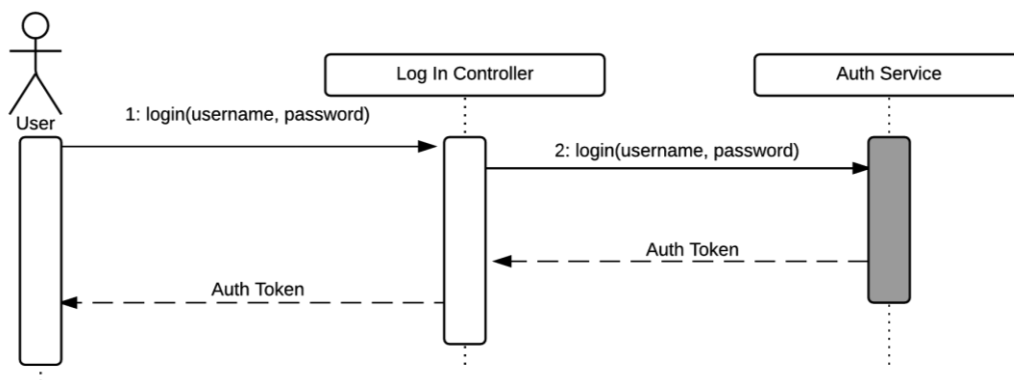 Log In Controller
Auth Service
1: login(username, password)
User
2: login(username, password)
Auth Token
Auth Token